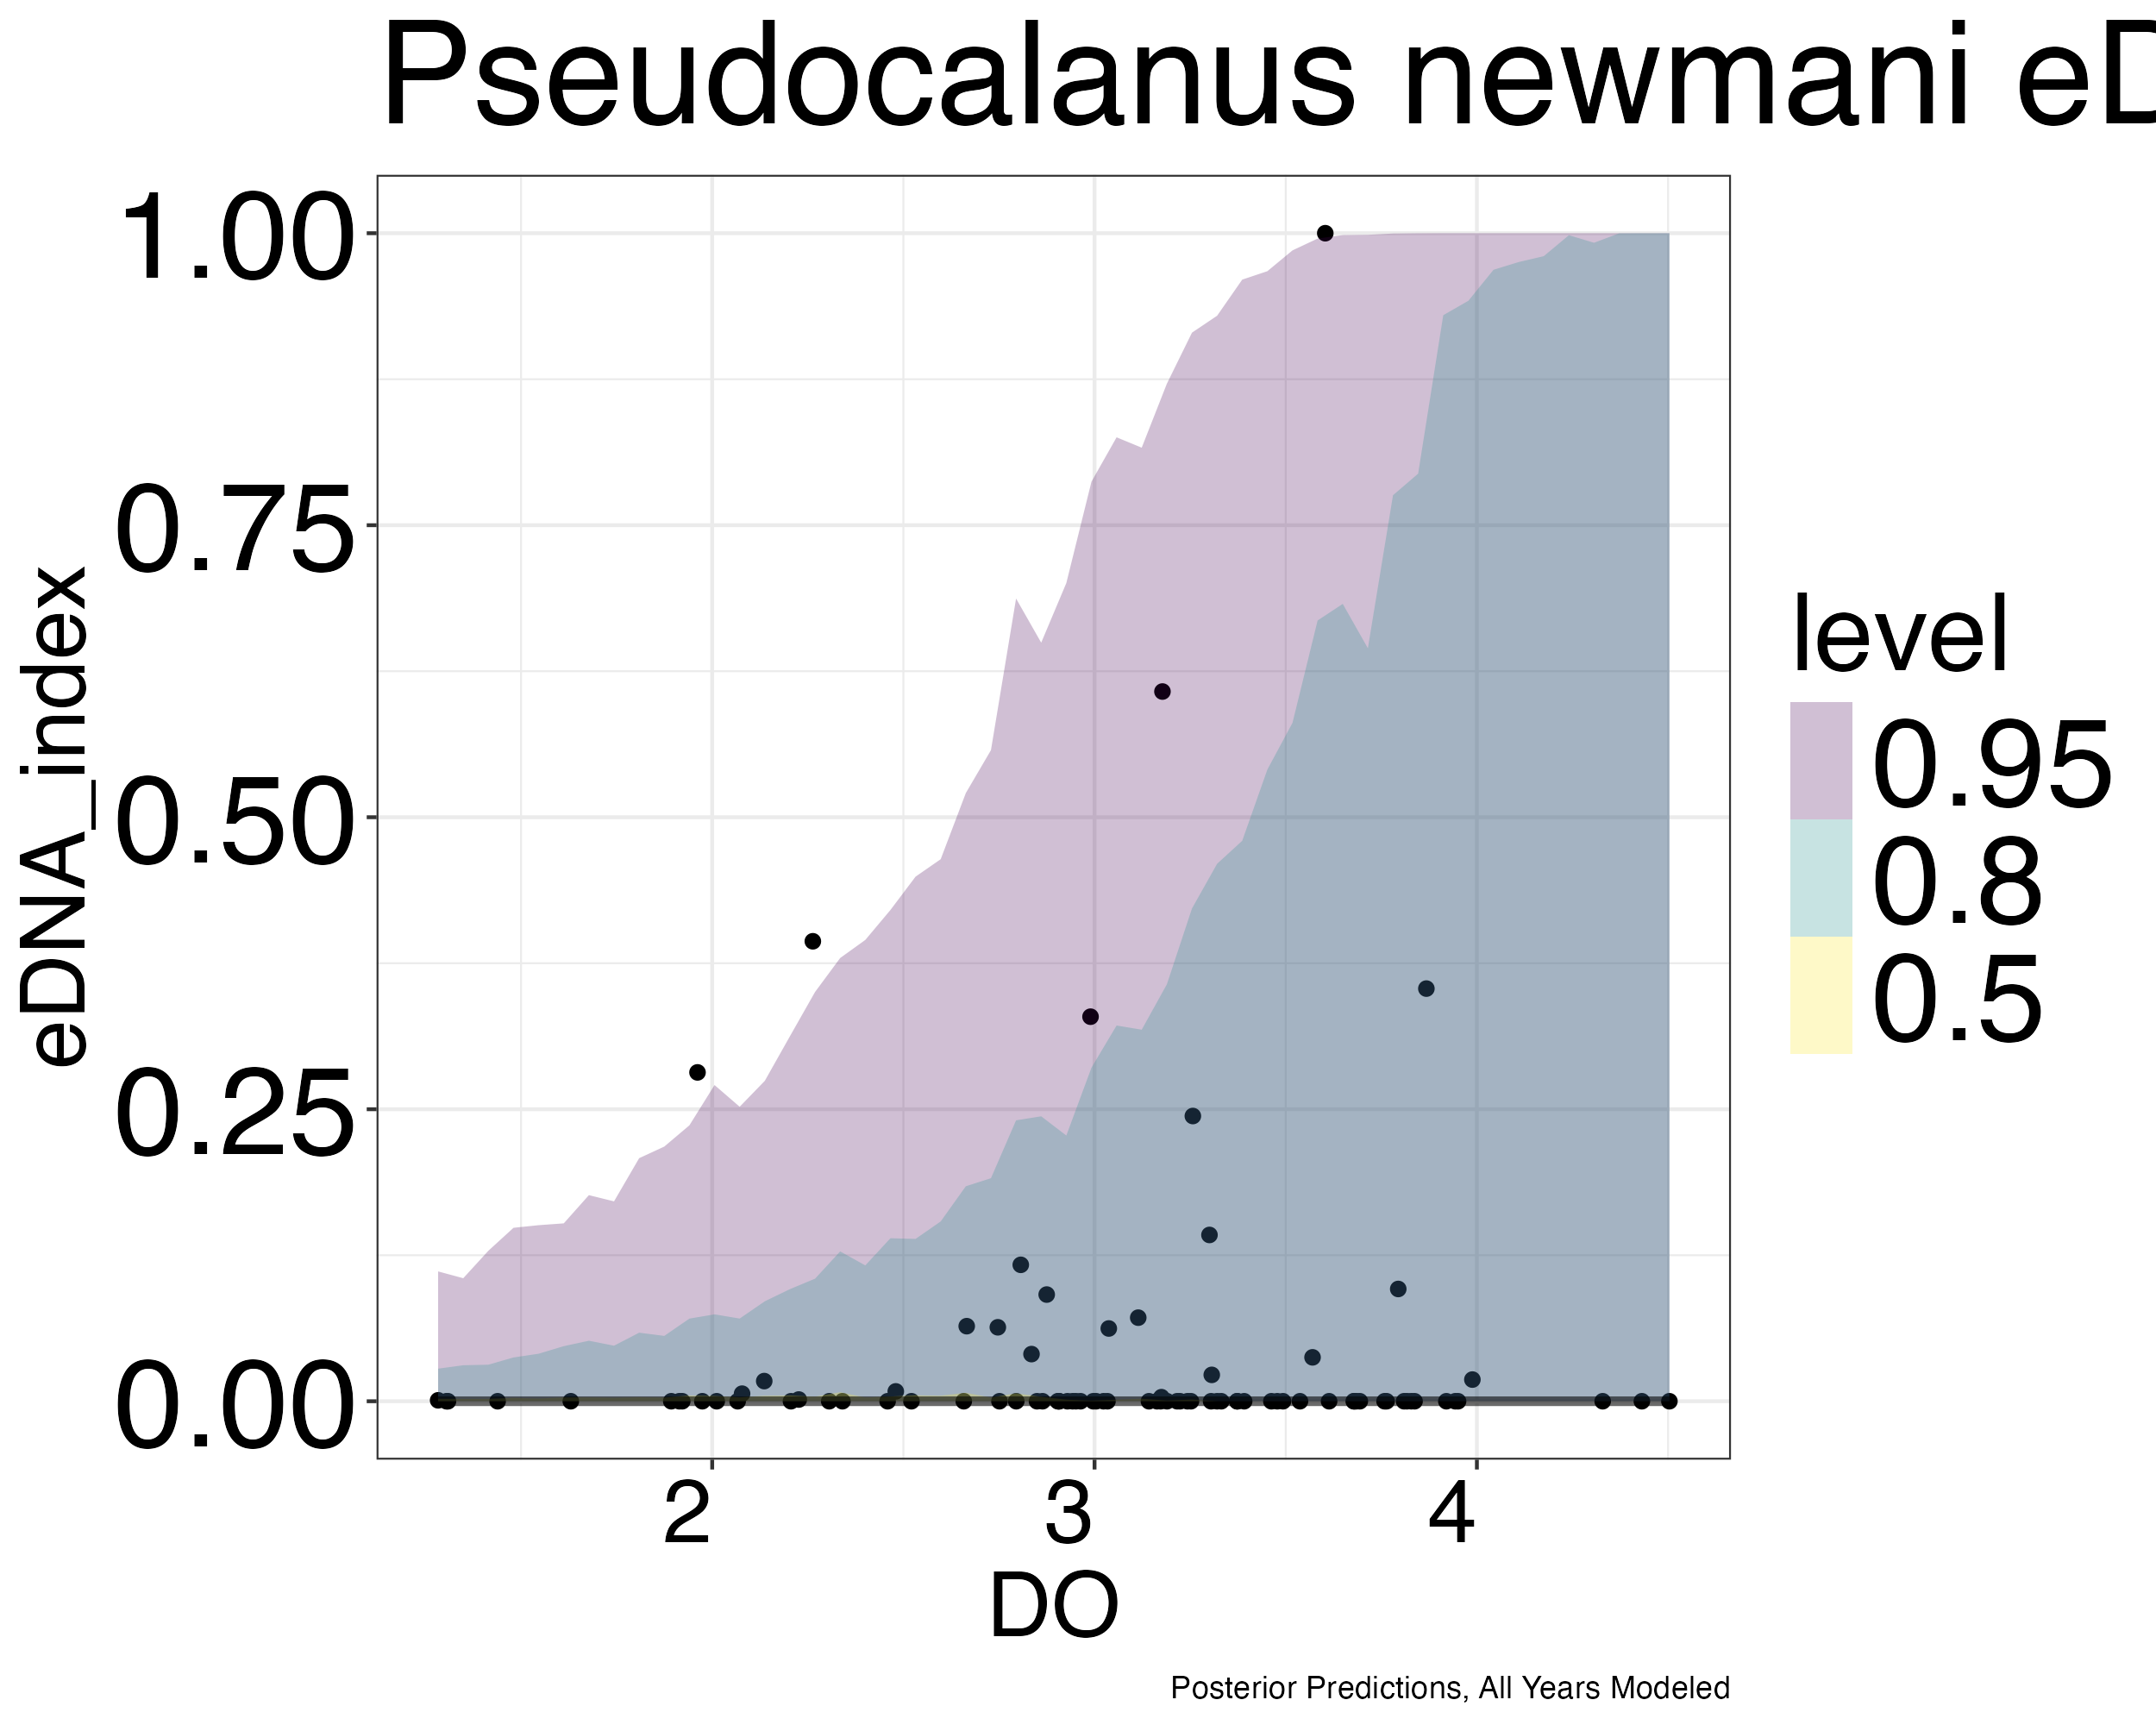 Pseudocalanus newmani eD
1.00
0.75
0.50
0.25
0.00
eDNA_index
2 3 4
DO
level
0.95
0.8
0.5
Posterior Predictions, All Years Modeled